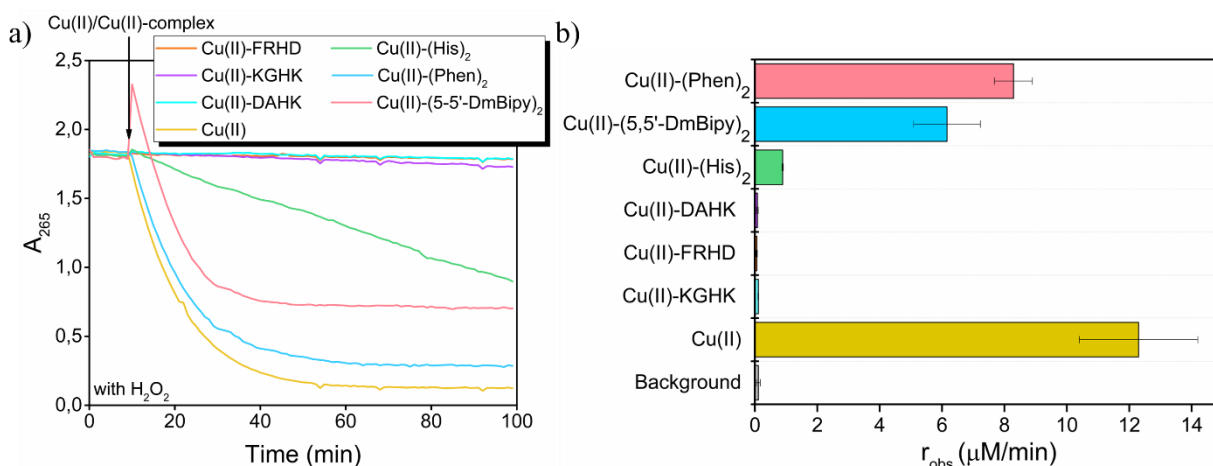 a)
Cu(II)/Cu(II)-complex
Cu(II)-FRHD
Cu(II)-(His)₂
Cu(II)-KGHK
Cu(II)-(Phen)₂
Cu(II)-DAHK
Cu(II)-(5-5'-DmBipy)₂
Cu(II)
2,5
2,0
1,5
1,0
0,5
0,0
A₂₆₅
with H₂O₂
0
20
40
60
80
100
Time (min)
b)
Cu(II)-(Phen)₂
Cu(II)-(5,5'-DmBipy)₂
Cu(II)-(His)₂
Cu(II)-DAHK
Cu(II)-FRHD
Cu(II)-KGHK
Cu(II)
Background
0
2
4
6
8
10
12
14
r_obs (μM/min)